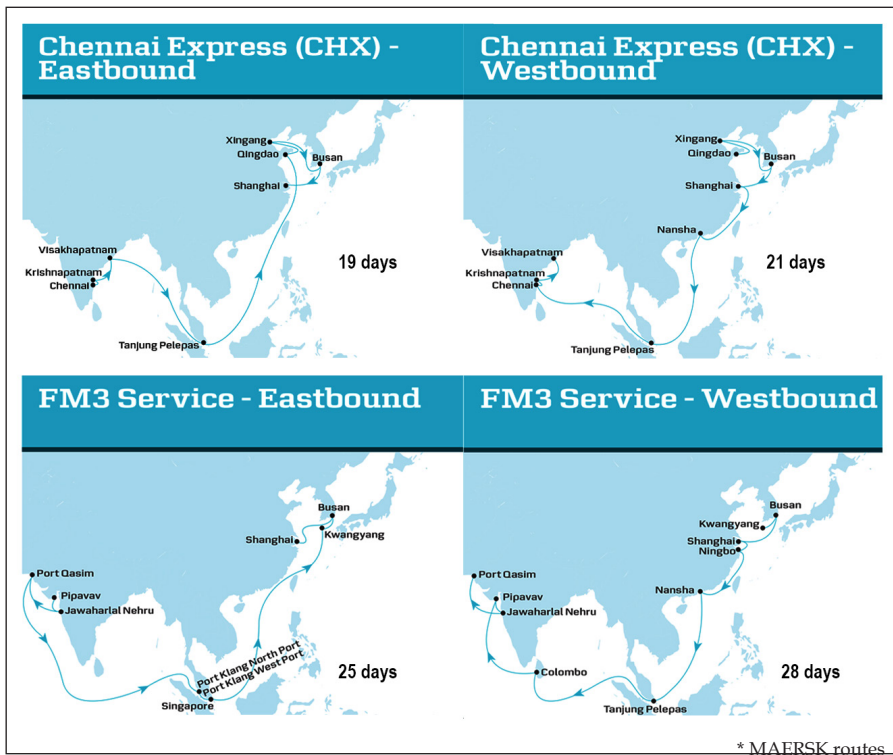 Chennai Express (CHX) -
Eastbound
Xingang
Qingdao
Busan
Shanghai
Visakhapatnam
Krishnapatnam
Chennai
19 days
Tanjung Pelepas
Chennai Express (CHX) -
Westbound
Xingang
Qingdao
Busan
Shanghai
Nansha
Visakhapatnam
Krishnapatnam
Chennai
21 days
Tanjung Pelepas
FM3 Service - Eastbound
Busan
Shanghai
Kwangyang
Port Qasim
Pipavav
Jawaharlal Nehru
Port Klang North Port
Port Klang West Port
Singapore
25 days
FM3 Service - Westbound
Busan
Kwangyang
Shanghai
Ningbo
Port Qasim
Pipavav
Nansha
Jawaharlal Nehru
Colombo
28 days
Tanjung Pelepas
* MAERSK routes